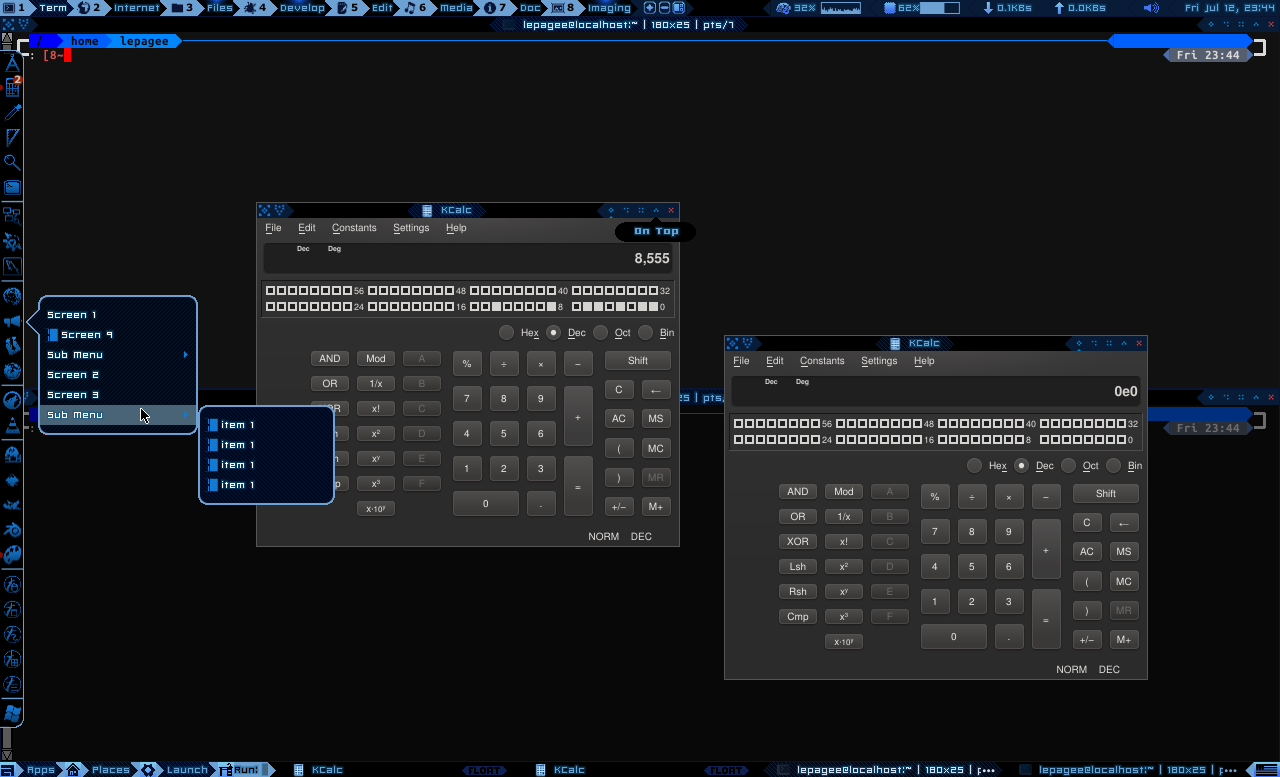 1 Term 2 Internet 3 Files 4 Develop 5 Edit 6 Media 7 Doc 8 Imaging 32% 62% 0.1KBs 0.0KBs Fri Jul 12, 23:44
lepagee@localhost:~ | 180x25 | pts/7
/ home lepagee
: [8~
Fri 23:44
2
KCalc
File Edit Constants Settings Help
On Top
Dec Deg
8,555
56 48 40 32
24 16 8 0
Hex Dec Oct Bin
AND Mod A % ÷ × − Shift
OR 1/x B 7 8 9 + C ←
x! C AC MS
x² D 4 5 6 ( MC
xʸ E 1 2 3 = ) MR
x³ F 0 . +/− M+
x·10ʸ
NORM DEC
Screen 1
Screen 9
Sub Menu
Screen 2
Screen 3
Sub Menu
item 1
item 1
item 1
item 1
| 180x25 | pts,
Fri 23:44
KCalc
File Edit Constants Settings Help
Dec Deg
0e0
56 48 40 32
24 16 8 0
Hex Dec Oct Bin
AND Mod A % ÷ × − Shift
OR 1/x B 7 8 9 + C ←
XOR x! C AC MS
Lsh x² D 4 5 6 ( MC
Rsh xʸ E 1 2 3 = ) MR
Cmp x³ F 0 . +/− M+
x·10ʸ
NORM DEC
Apps Places Launch Run: KCalc FLOAT KCalc FLOAT lepagee@localhost:~ | 180x25 | p••• lepagee@localhost:~ | 180x25 | p•••